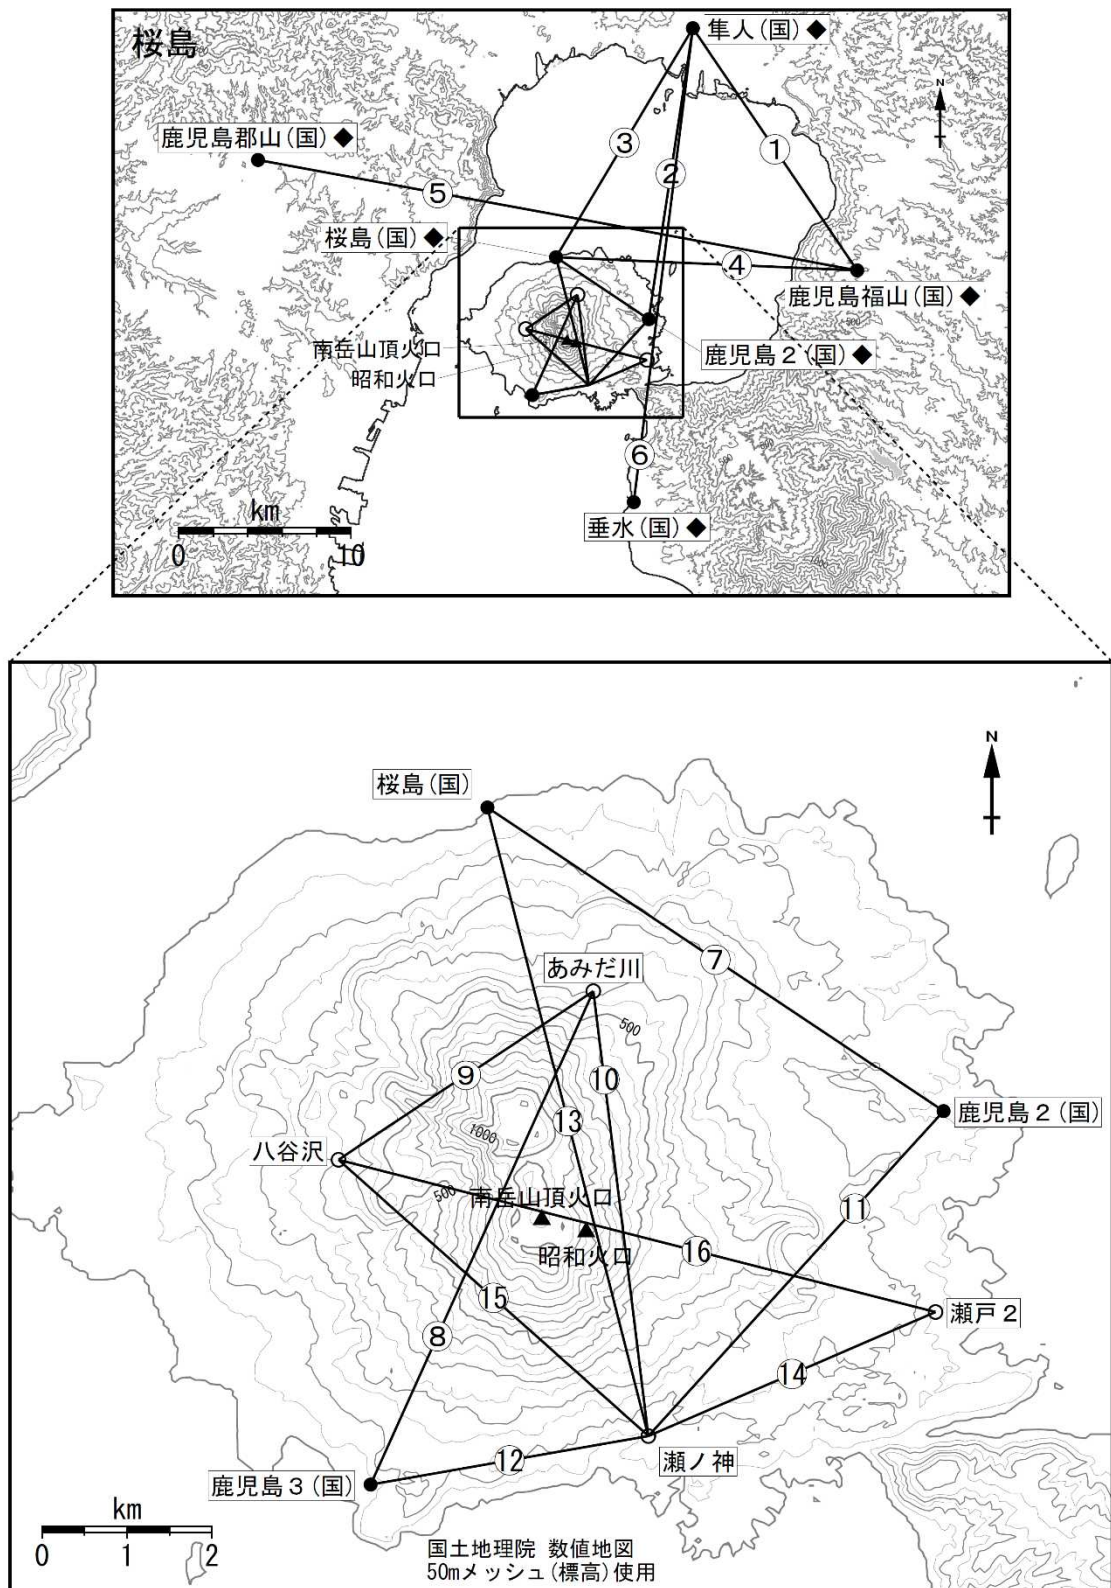 桜島
隼人(国)◆
N
鹿児島郡山(国)◆
③
①
②
⑤
桜島(国)◆
④
鹿児島福山(国)◆
500
南岳山頂火口
鹿児島2(国)◆
昭和火口
⑥
km
0 10
垂水(国)◆
1000
N
桜島(国)
⑦
あみだ川
500
⑨
⑩
⑬
鹿児島2(国)
1000
八谷沢
500
南岳山頂火口
⑪
昭和火口
⑯
⑮
瀬戸2
⑧
⑭
瀬ノ神
⑫
鹿児島3(国)
km
0 1 2
国土地理院 数値地図
50mメッシュ(標高)使用